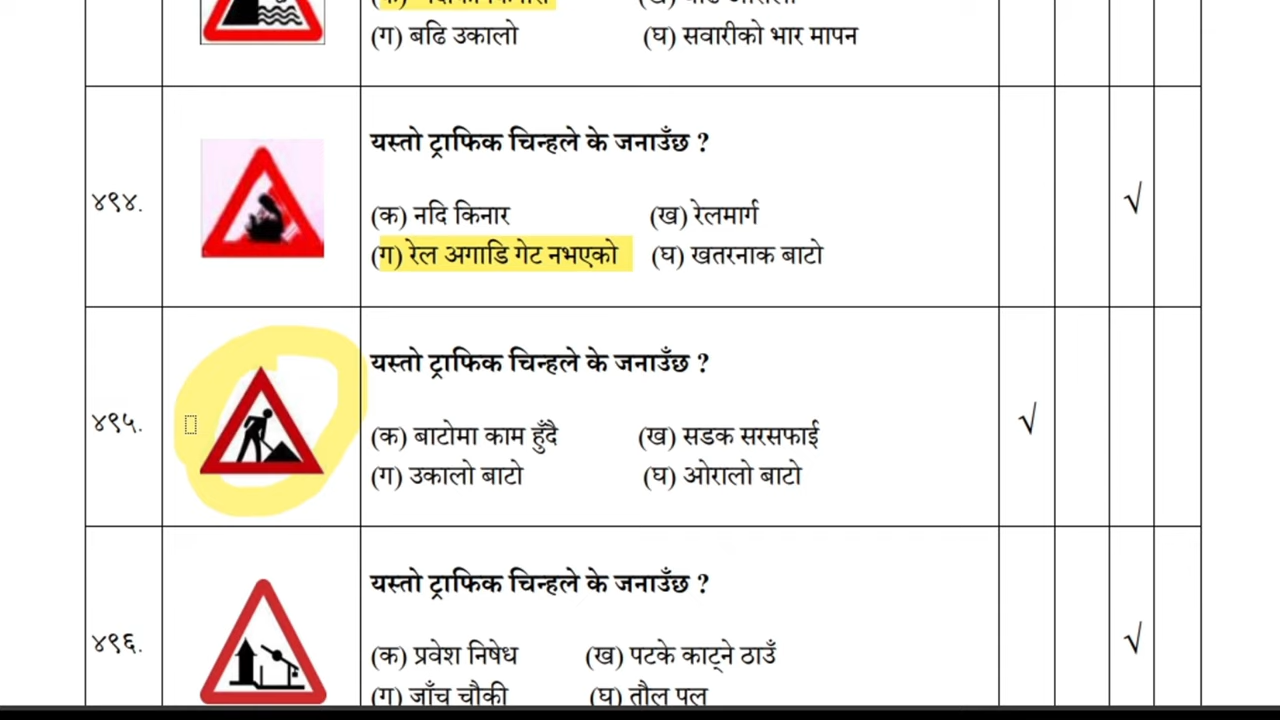 (ग) बढि उकालो (घ) सवारीको भार मापन
४९४.
यस्तो ट्राफिक चिन्हले के जनाउँछ ?
(क) नदि किनार (ख) रेलमार्ग
(ग) रेल अगाडि गेट नभएको (घ) खतरनाक बाटो
√
४९५.
यस्तो ट्राफिक चिन्हले के जनाउँछ ?
(क) बाटोमा काम हुँदै (ख) सडक सरसफाई
(ग) उकालो बाटो (घ) ओरालो बाटो
√
४९६.
यस्तो ट्राफिक चिन्हले के जनाउँछ ?
(क) प्रवेश निषेध (ख) पटके काट्ने ठाउँ
(ग) जाँच चौकी (घ) तौल पुल
√